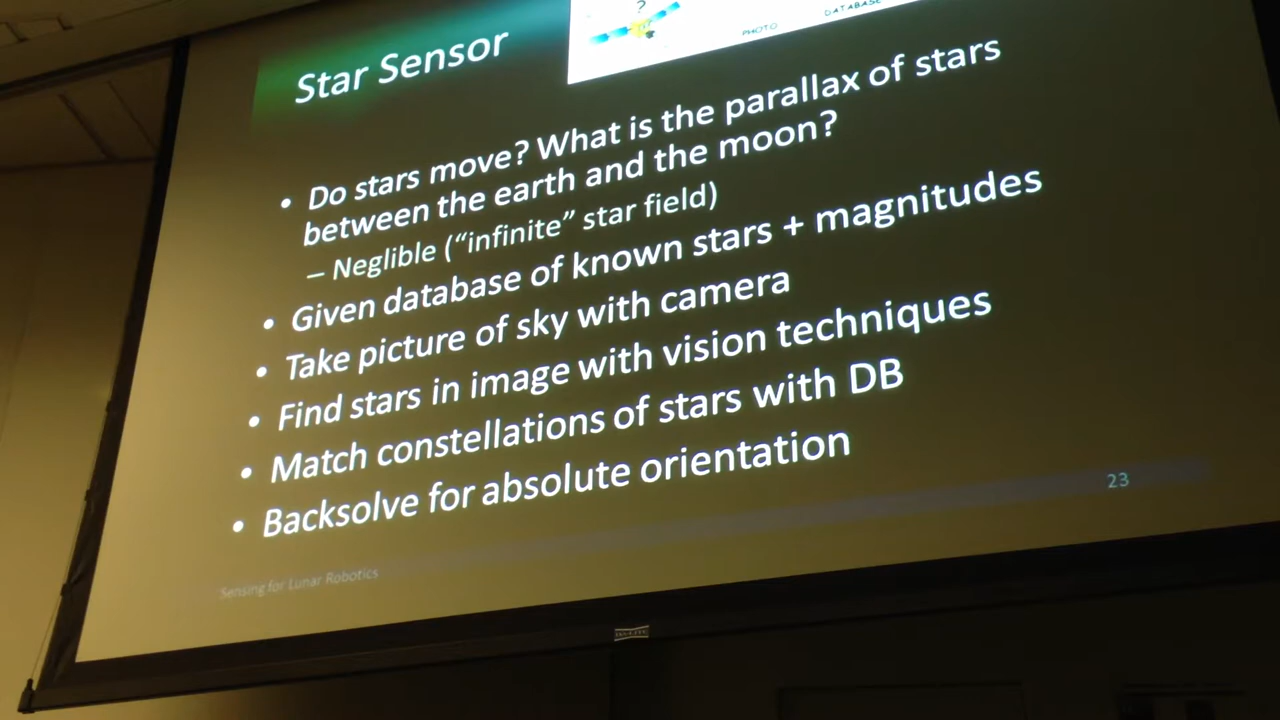 ?
PHOTO
DATABASE
Star Sensor
• Do stars move? What is the parallax of stars
between the earth and the moon?
– Neglible (“infinite” star field)
• Given database of known stars + magnitudes
• Take picture of sky with camera
• Find stars in image with vision techniques
• Match constellations of stars with DB
• Backsolve for absolute orientation
23
Sensing for Lunar Robotics